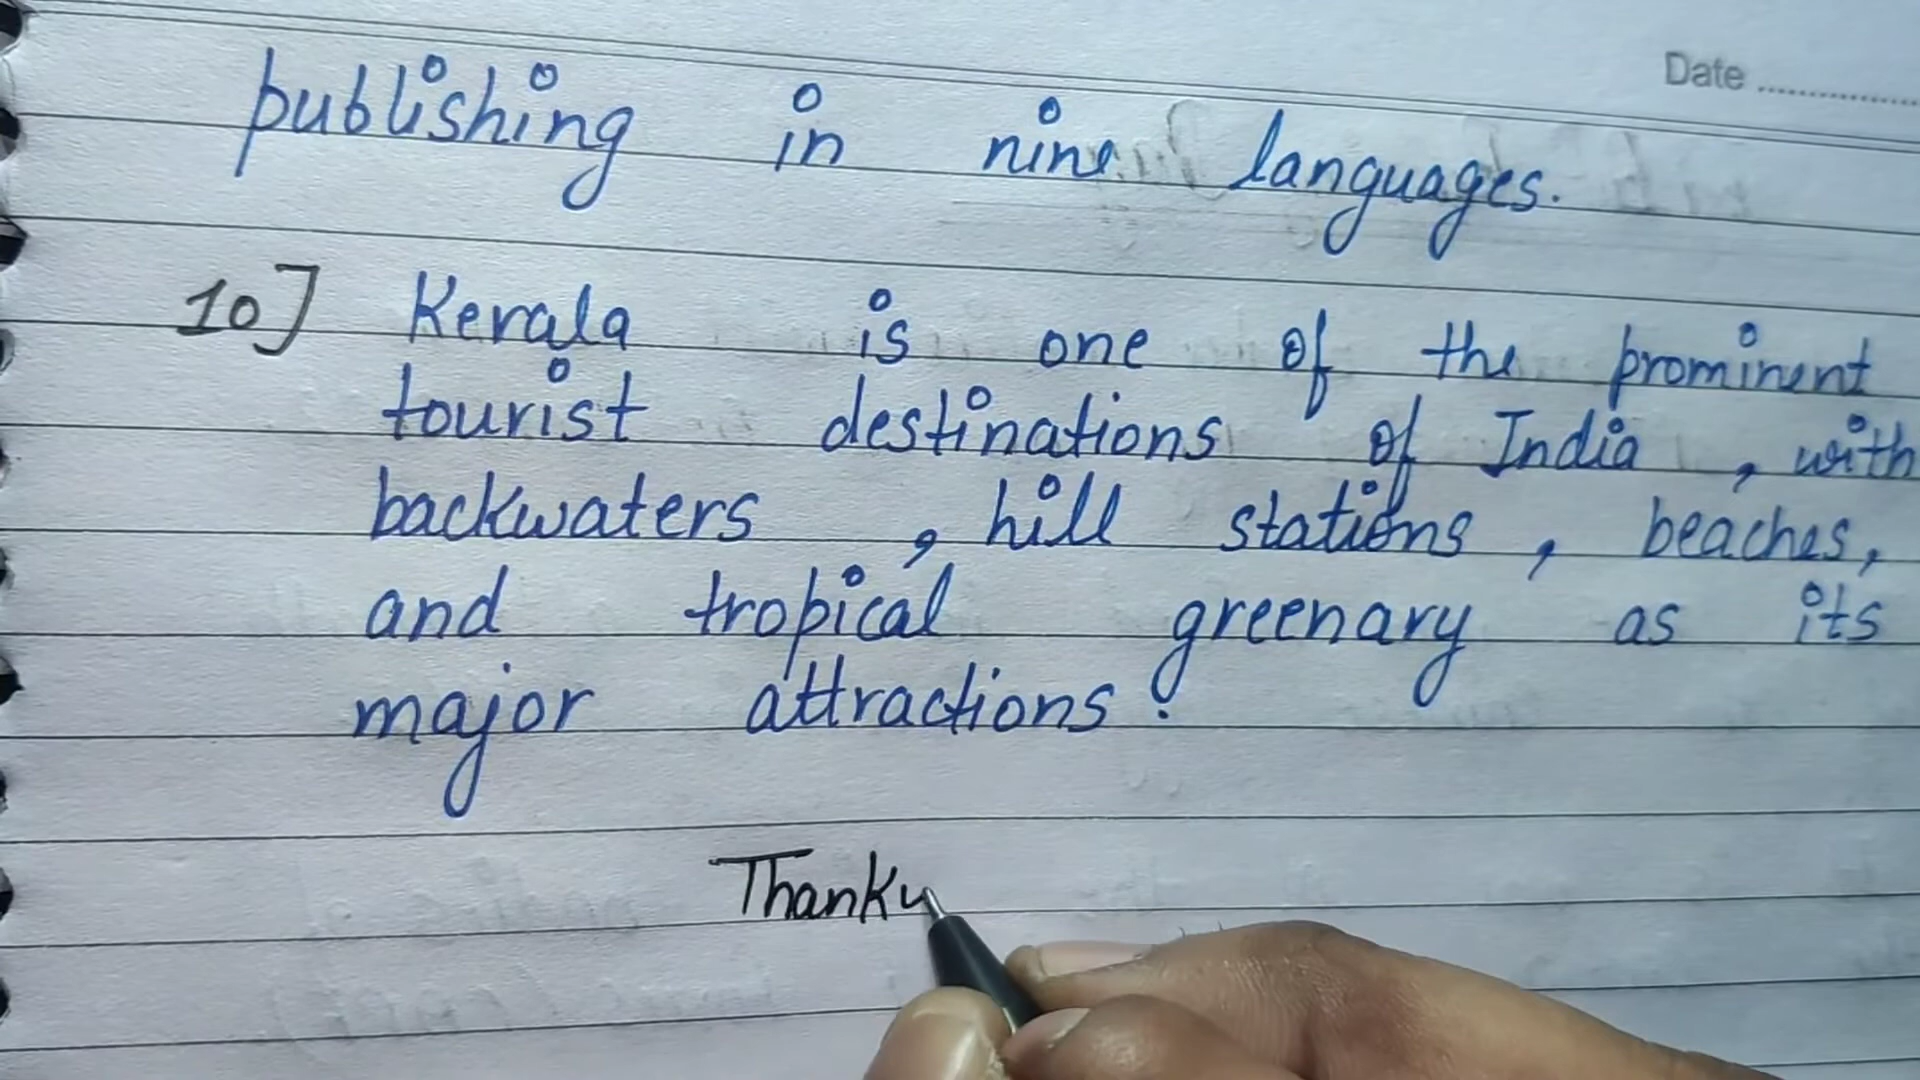 Date
publishing in nine languages.
10] Kerala is one of the prominent
tourist destinations of India, with
backwaters, hill stations, beaches,
and tropical greenary as its
major attractions.
Thanku